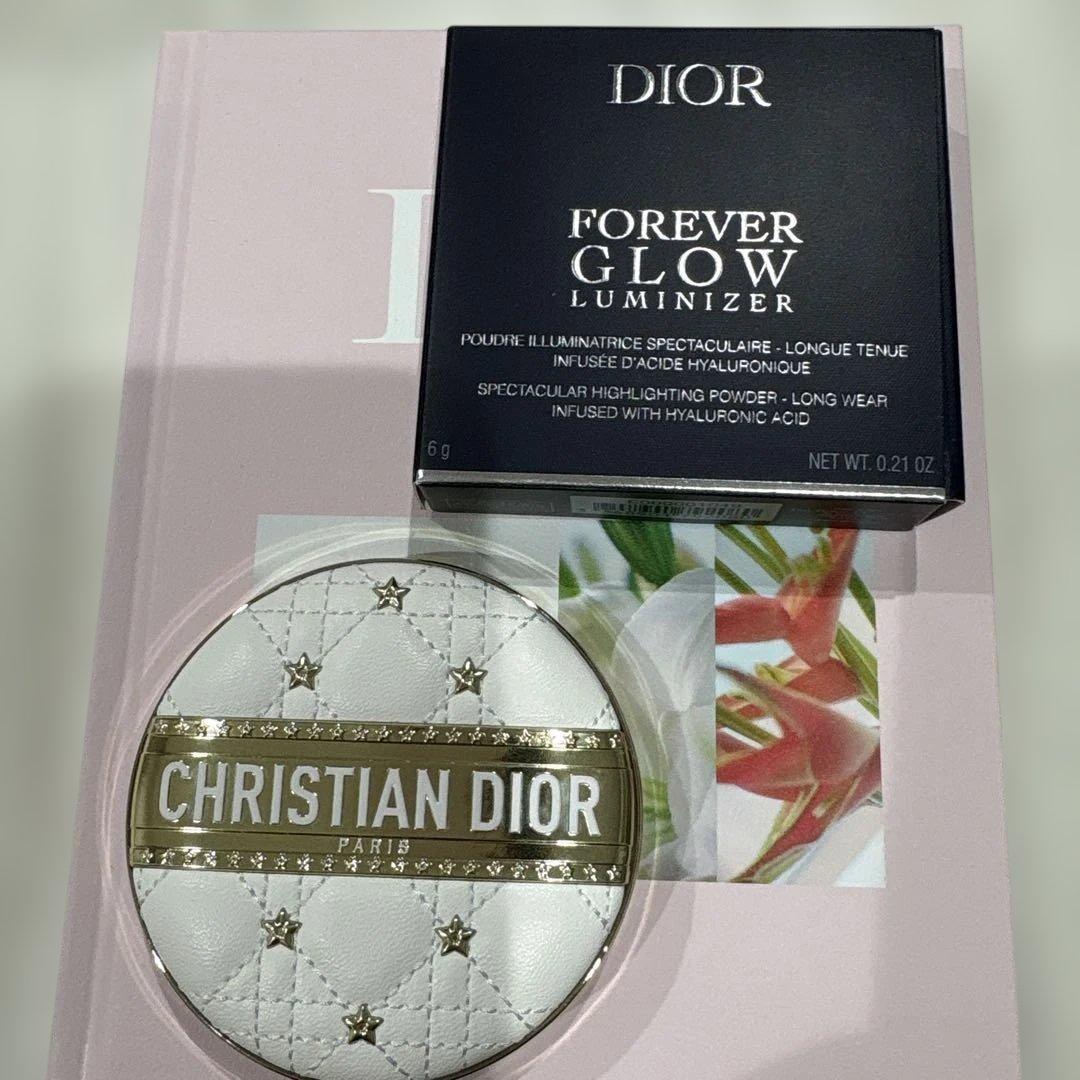 DIOR
FOREVER
GLOW
LUMINIZER
POUDRE ILLUMINATRICE SPECTACULAIRE - LONGUE TENUE
INFUSÉE D'ACIDE HYALURONIQUE
SPECTACULAR HIGHLIGHTING POWDER - LONG WEAR
INFUSED WITH HYALURONIC ACID
6 g
NET WT. 0.21 OZ
CHRISTIAN DIOR
PARIS